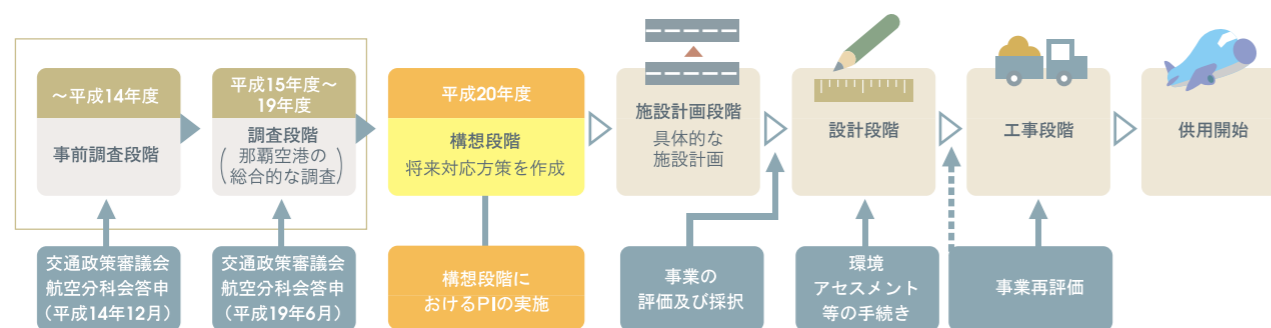 ～平成14年度
事前調査段階
平成15年度～
19年度
調査段階
（那覇空港の
総合的な調査）
平成20年度
構想段階
将来対応方策を作成
施設計画段階
具体的な
施設計画
設計段階
工事段階
供用開始
交通政策審議会
航空分科会答申
（平成14年12月）
交通政策審議会
航空分科会答申
（平成19年6月）
構想段階に
おけるPIの実施
事業の
評価及び採択
環境
アセスメント
等の手続き
事業再評価